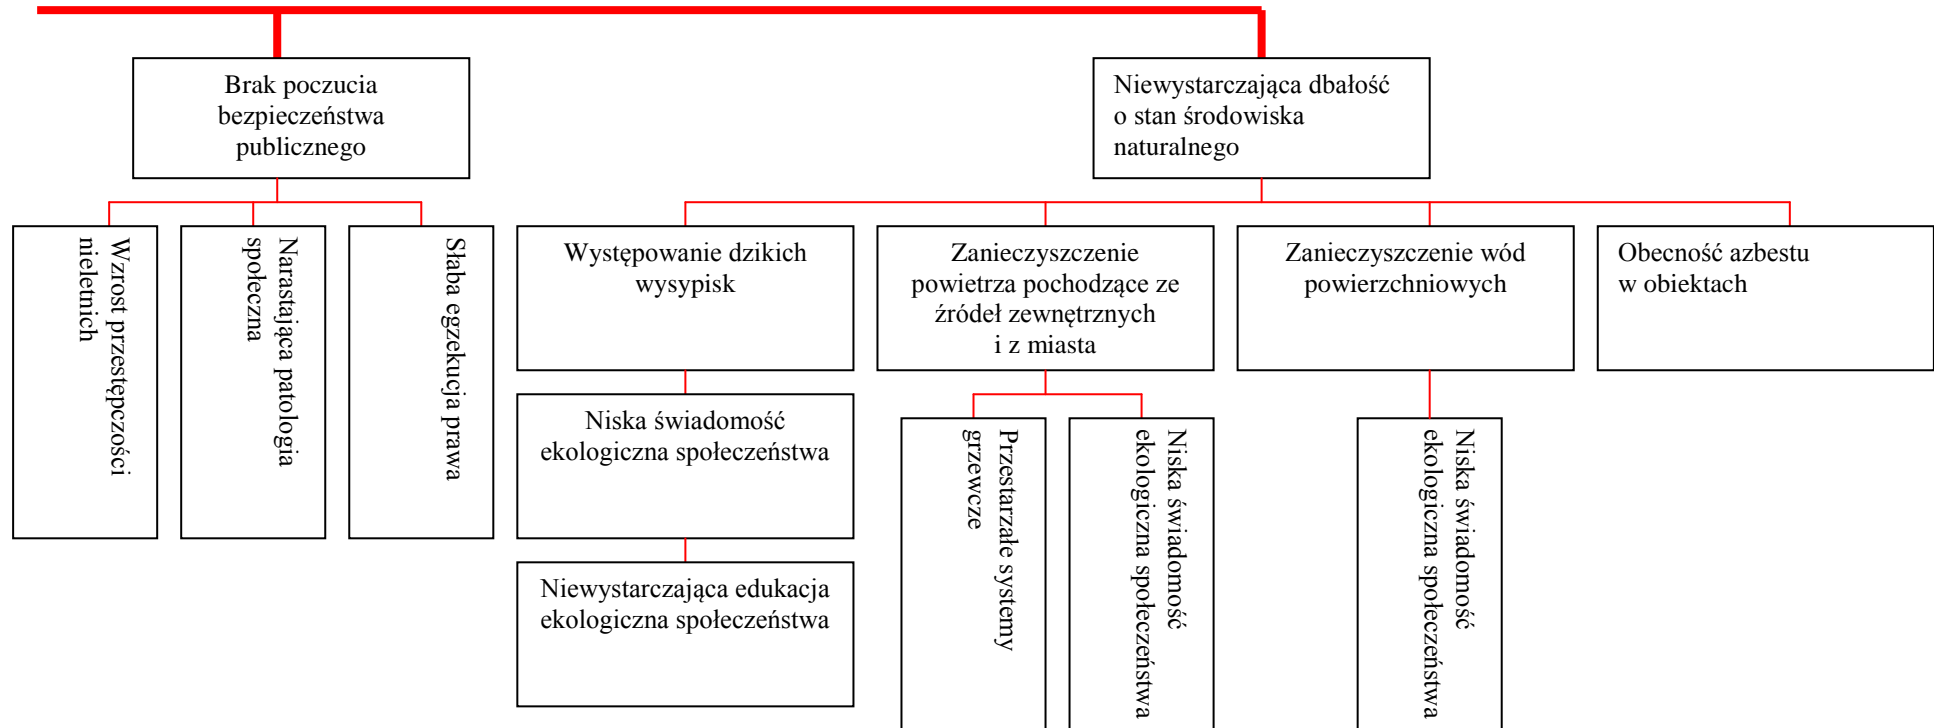 Brak poczucia
bezpieczeństwa
publicznego
Niewystarczająca dbałość
o stan środowiska
naturalnego
Wzrost przestępczości
nieletnich
Narastająca patologia
społeczna
Słaba egzekucja prawa
Występowanie dzikich
wysypisk
Zanieczyszczenie
powietrza pochodzące ze
źródeł zewnętrznych
i z miasta
Zanieczyszczenie wód
powierzchniowych
Obecność azbestu
w obiektach
Niska świadomość
ekologiczna społeczeństwa
Przestarzałe systemy
grzewcze
Niska świadomość
ekologiczna społeczeństwa
Niska świadomość
ekologiczna społeczeństwa
Niewystarczająca edukacja
ekologiczna społeczeństwa